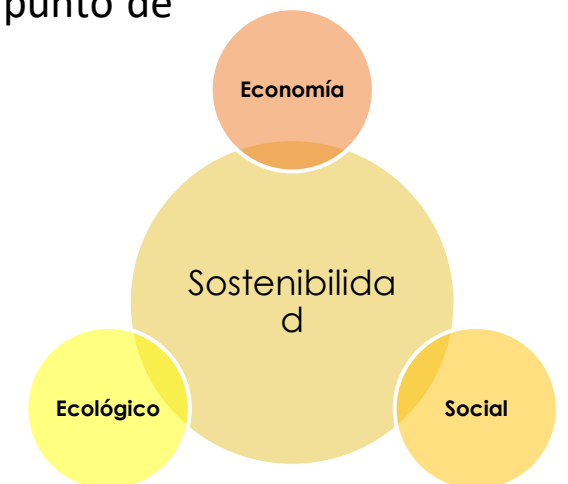 punto de
Economía
Sostenibilida
d
Ecológico
Social